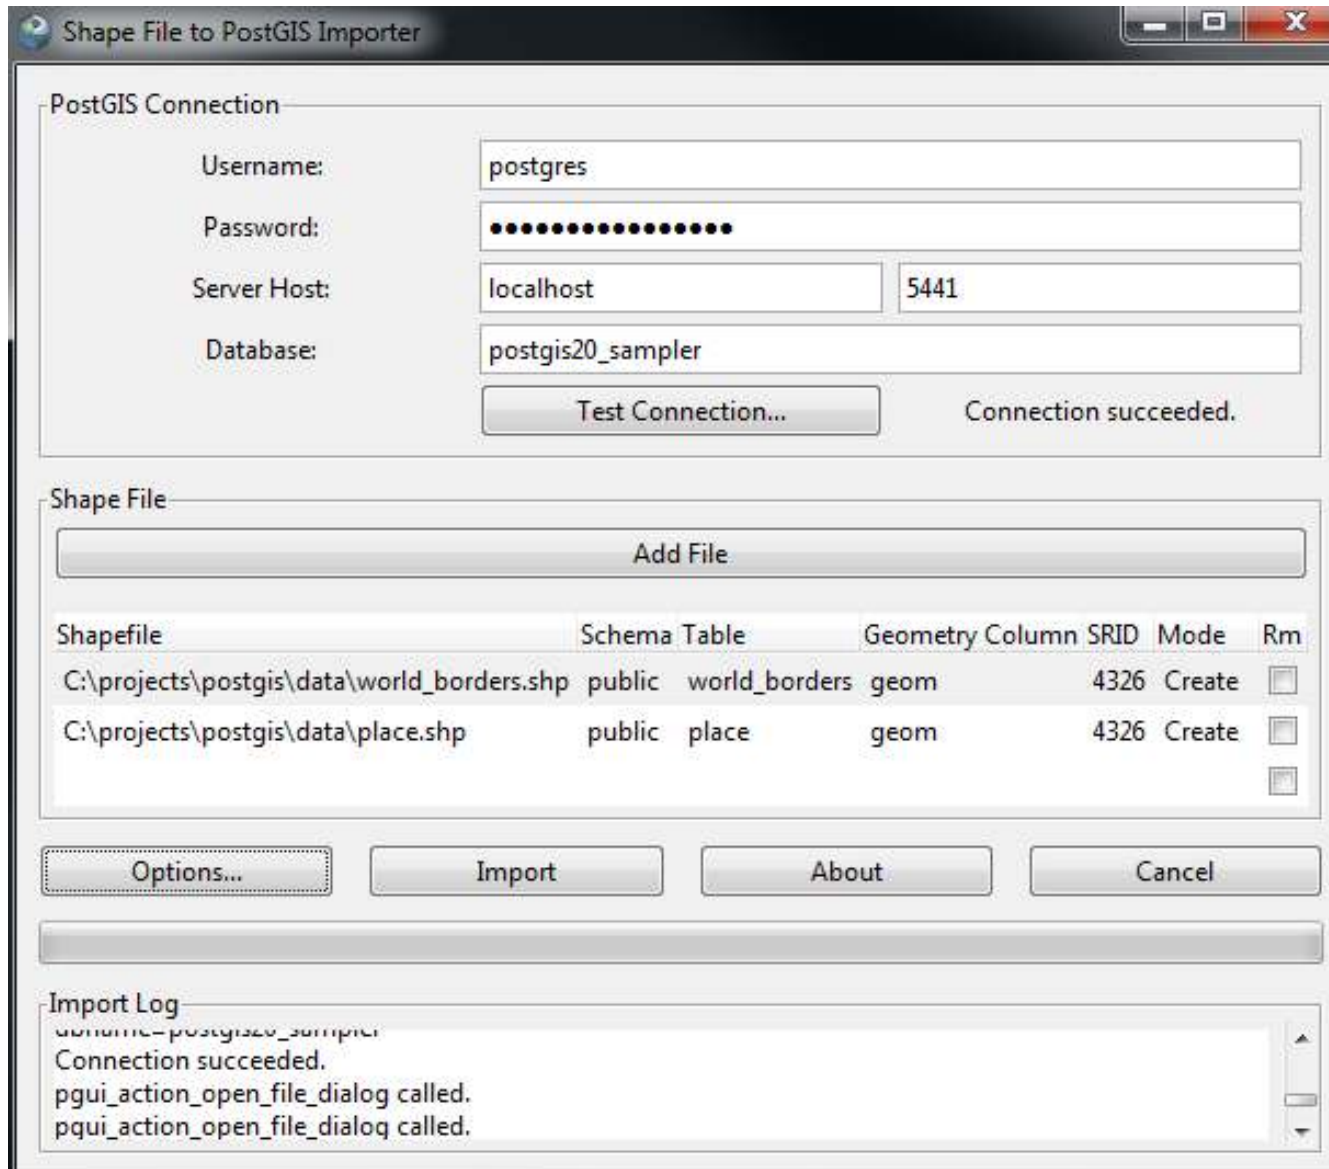 Shape File to PostGIS Importer
PostGIS Connection
Username: postgres
Password: ••••••••••••••••
Server Host: localhost 5441
Database: postgis20_sampler
Test Connection... Connection succeeded.
Shape File
Add File
Shapefile Schema Table Geometry Column SRID Mode Rm
C:\projects\postgis\data\world_borders.shp public world_borders geom 4326 Create
C:\projects\postgis\data\place.shp public place geom 4326 Create
Options... Import About Cancel
Import Log
dbname=postgis20_sampler
Connection succeeded.
pgui_action_open_file_dialog called.
pgui_action_open_file_dialog called.